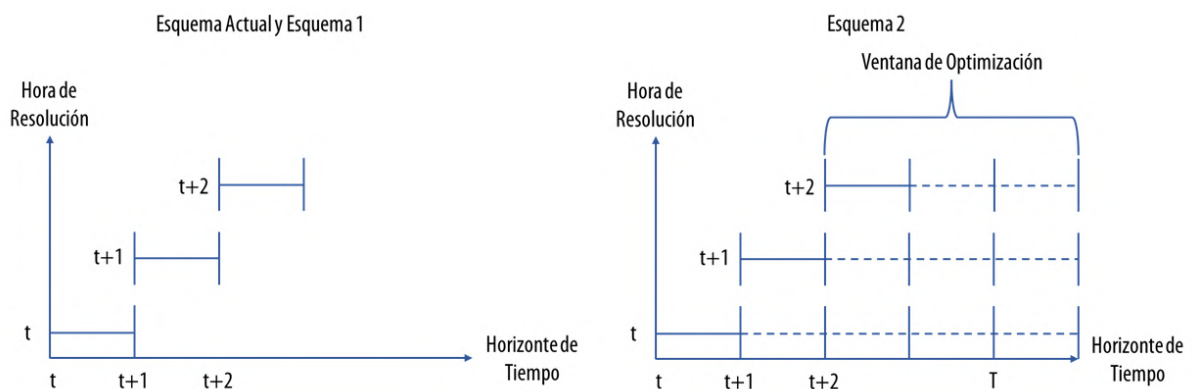 Esquema Actual y Esquema 1
Hora de
Resolución
t+2
t+1
t
t
t+1
t+2
Horizonte de
Tiempo
Esquema 2
Ventana de Optimización
Hora de
Resolución
t+2
t+1
t
t
t+1
t+2
T
Horizonte de
Tiempo